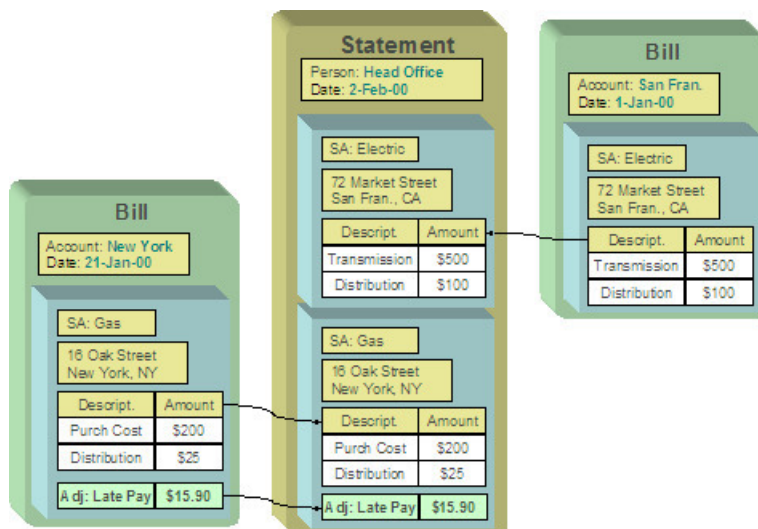 Bill
Account: New York
Date: 21-Jan-00
SA: Gas
16 Oak Street
New York, NY
Descript. Amount
Purch Cost $200
Distribution $25
Adj: Late Pay $15.90
Statement
Person: Head Office
Date: 2-Feb-00
SA: Electric
72 Market Street
San Fran., CA
Descript. Amount
Transmission $500
Distribution $100
SA: Gas
16 Oak Street
New York, NY
Descript. Amount
Purch Cost $200
Distribution $25
Adj: Late Pay $15.90
Bill
Account: San Fran.
Date: 1-Jan-00
SA: Electric
72 Market Street
San Fran., CA
Descript. Amount
Transmission $500
Distribution $100